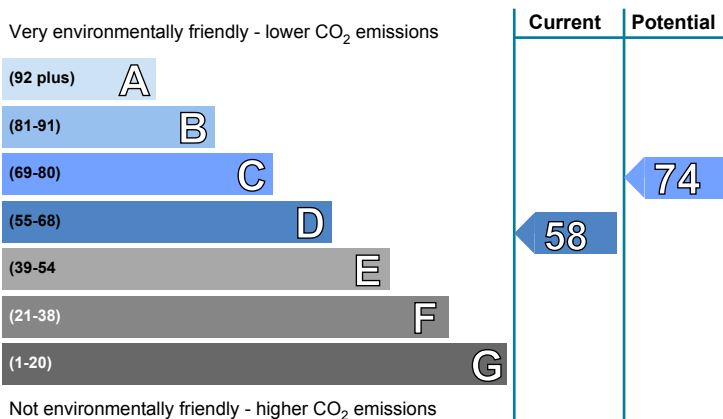 Very environmentally friendly - lower CO2 emissions
Current
Potential
(92 plus) A
(81-91) B
(69-80) C
74
(55-68) D
58
(39-54 E
(21-38) F
(1-20) G
Not environmentally friendly - higher CO2 emissions